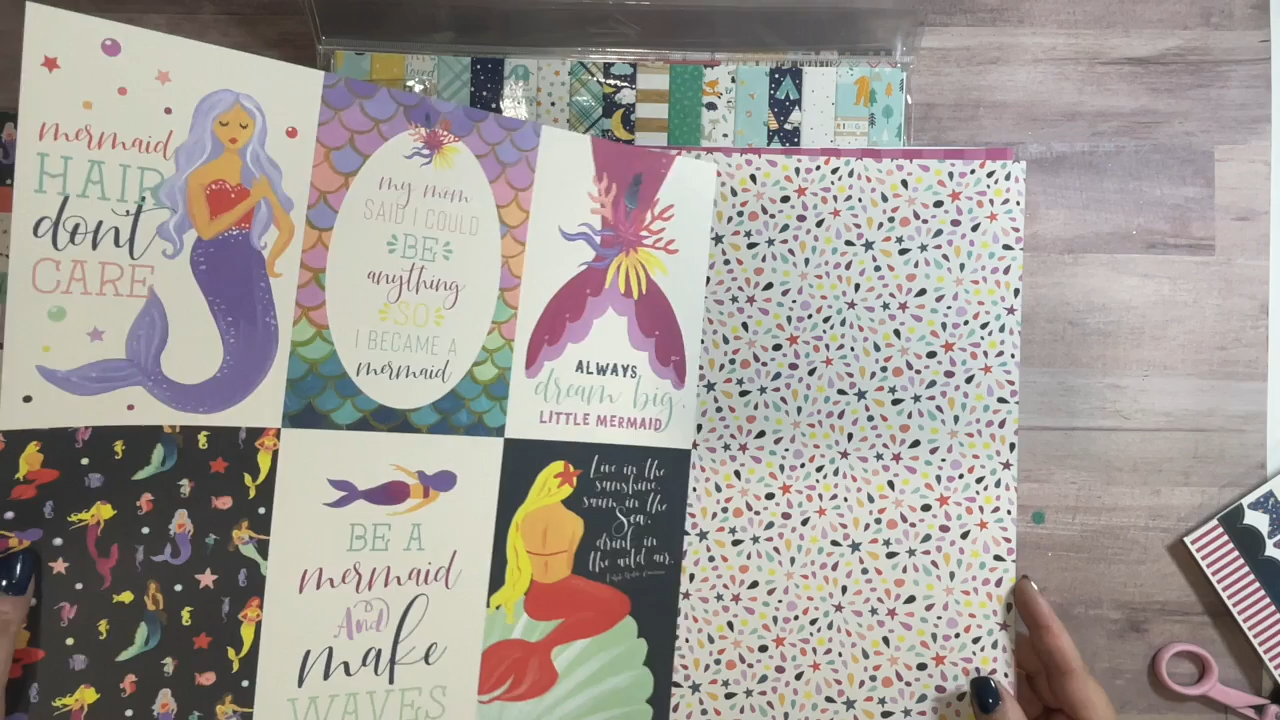 mermaid
HAIR
don't
CARE
my mom
SAID I COULD
BE
anything
SO
I BECAME A
mermaid
ALWAYS
dream big
LITTLE MERMAID
BE A
mermaid
And
make
WAVES
Live in the
sunshine.
swim in the
Sea.
drink in
the wild air.